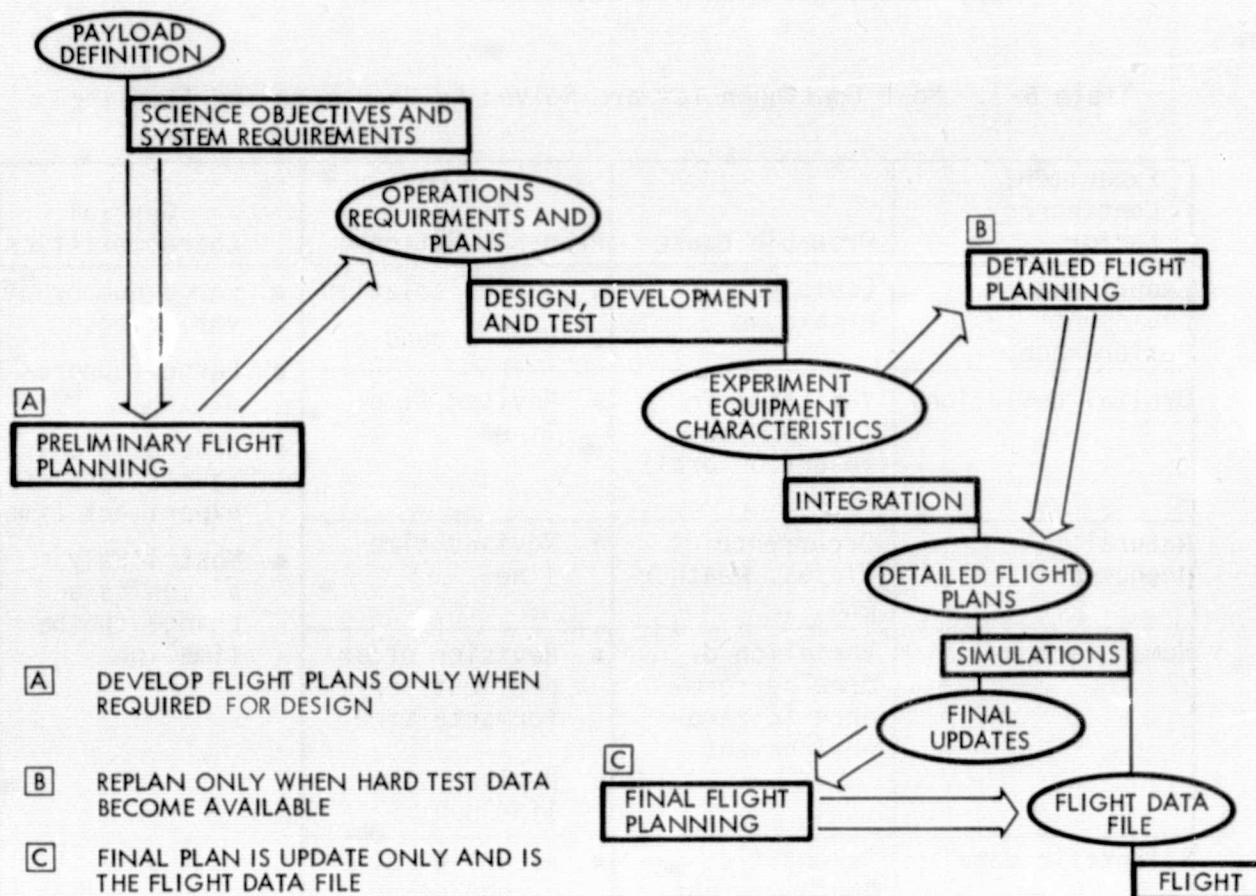 PAYLOAD
DEFINITION
SCIENCE OBJECTIVES AND
SYSTEM REQUIREMENTS
OPERATIONS
REQUIREMENTS AND
PLANS
B
DETAILED FLIGHT
PLANNING
DESIGN, DEVELOPMENT
AND TEST
A
PRELIMINARY FLIGHT
PLANNING
EXPERIMENT
EQUIPMENT
CHARACTERISTICS
INTEGRATION
DETAILED FLIGHT
PLANS
SIMULATIONS
FINAL
UPDATES
C
FINAL FLIGHT
PLANNING
FLIGHT DATA
FILE
FLIGHT
A DEVELOP FLIGHT PLANS ONLY WHEN
REQUIRED FOR DESIGN
B REPLAN ONLY WHEN HARD TEST DATA
BECOME AVAILABLE
C FINAL PLAN IS UPDATE ONLY AND IS
THE FLIGHT DATA FILE